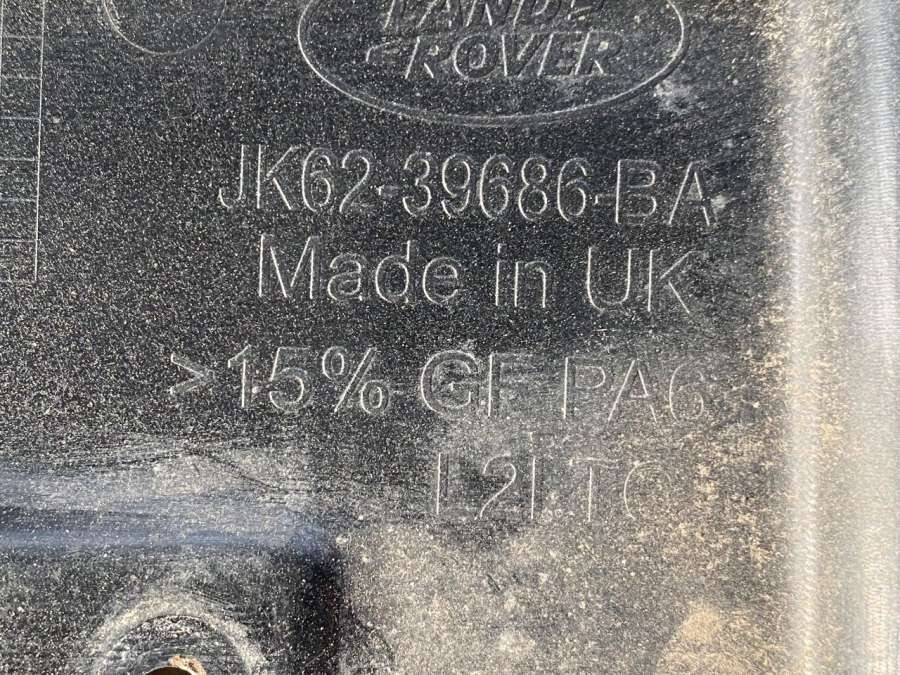 LAND
ROVER
JK62-39686-BA
Made in UK
>15% GF PA6